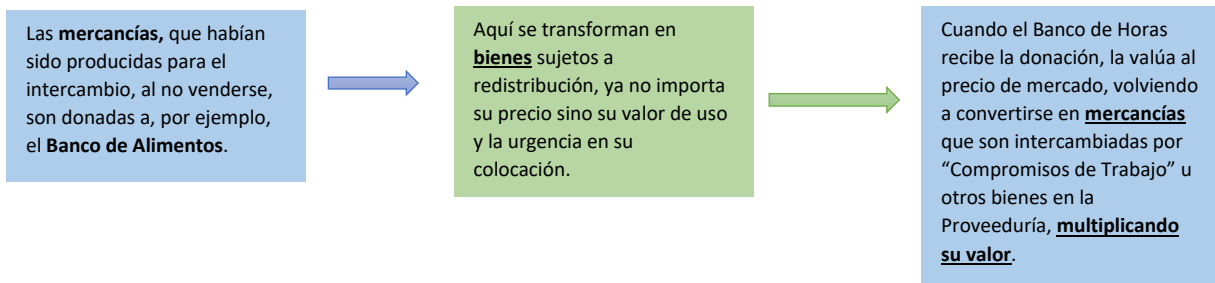 Las mercancías, que habían
sido producidas para el
intercambio, al no venderse,
son donadas a, por ejemplo,
el Banco de Alimentos.
Aquí se transforman en
bienes sujetos a
redistribución, ya no importa
su precio sino su valor de uso
y la urgencia en su
colocación.
Cuando el Banco de Horas
recibe la donación, la valúa al
precio de mercado, volviendo
a convertirse en mercancías
que son intercambiadas por
“Compromisos de Trabajo” u
otros bienes en la
Proveeduría, multiplicando
su valor.